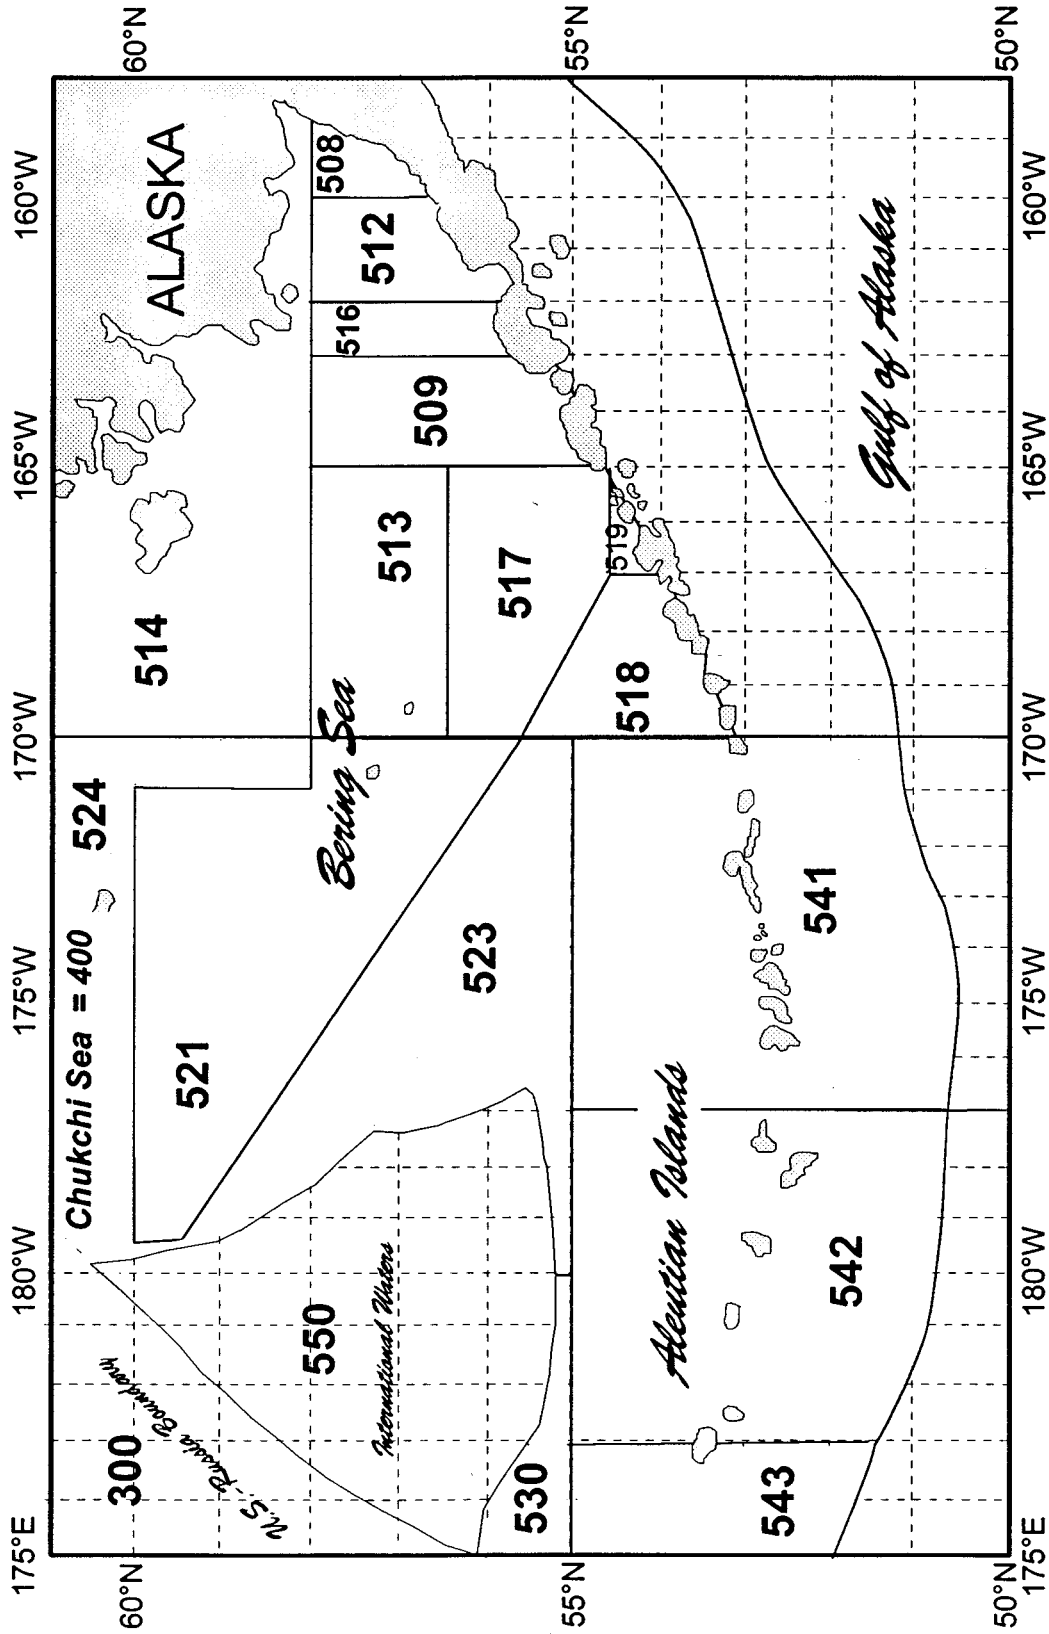 175°E
180°W
175°W
170°W
165°W
160°W
60°N
60°N
Chukchi Sea = 400
524
514
ALASKA
300
U.S.-Russia Boundary
521
550
International Waters
Bering Sea
513
509
516
512
508
523
517
530
518
519
55°N
55°N
Aleutian Islands
543
542
541
Gulf of Alaska
50°N
50°N
175°E
180°W
175°W
170°W
165°W
160°W